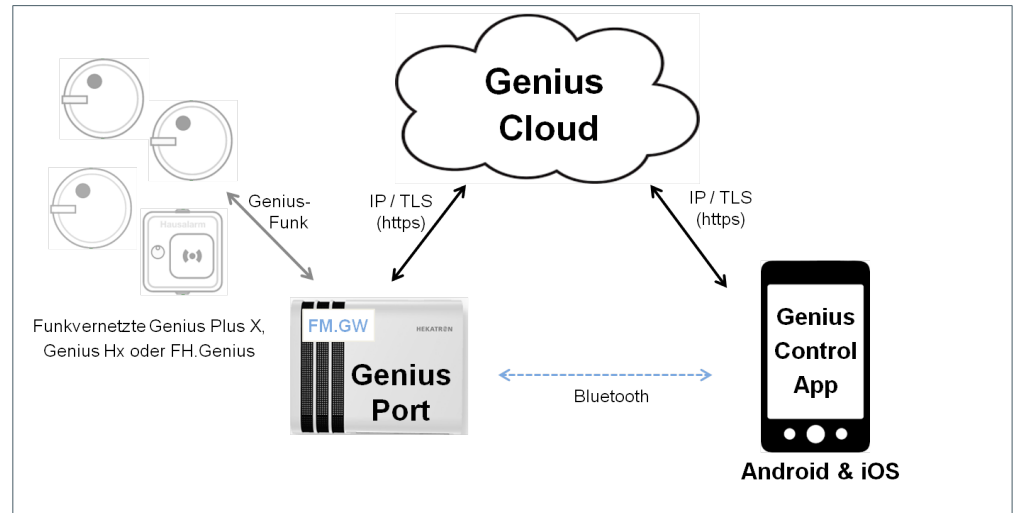 Genius
Cloud
Genius-
Funk
IP / TLS
(https)
IP / TLS
(https)
Hausalarm
Funkvernetzte Genius Plus X,
Genius Hx oder FH.Genius
FM.GW
HEKATRON
Genius
Port
Bluetooth
Genius
Control
App
Android & iOS